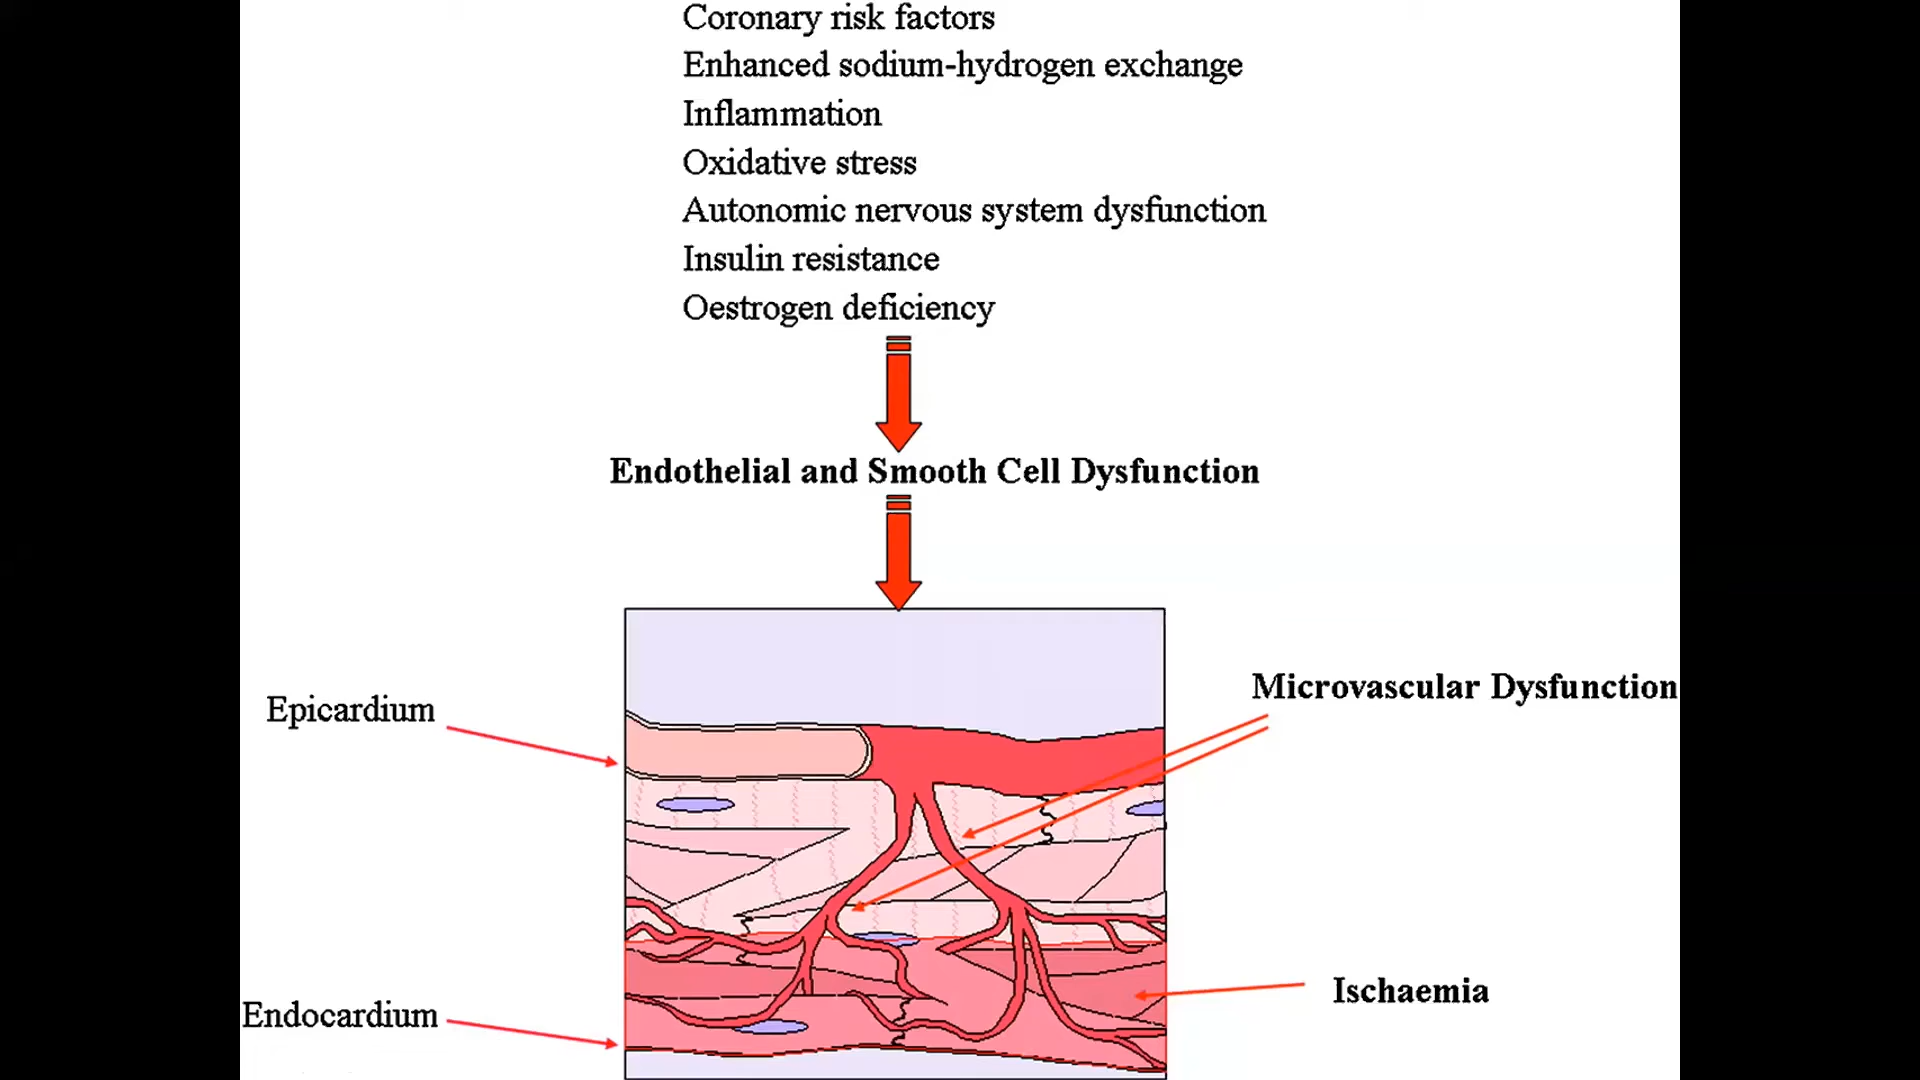 Coronary risk factors
Enhanced sodium-hydrogen exchange
Inflammation
Oxidative stress
Autonomic nervous system dysfunction
Insulin resistance
Oestrogen deficiency
Endothelial and Smooth Cell Dysfunction
Microvascular Dysfunction
Epicardium
Ischaemia
Endocardium